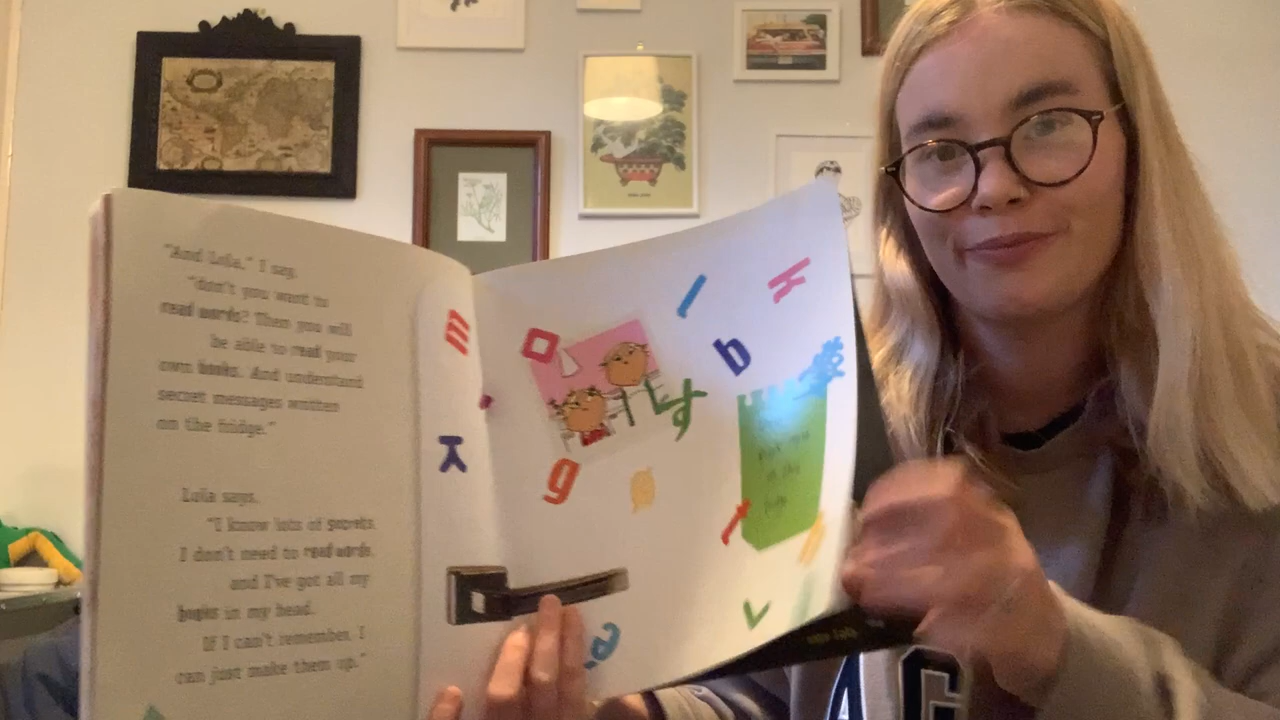 "And Lola," I say,
"don't you want to
read words? Then you will
be able to read your
own books. And understand
secret messages written
on the fridge."
Lola says,
"I know lots of secrets.
I don't need to read words,
and I've got all my
books in my head.
If I can't remember, I
can just make them up."
m
o
l
H
b
k
g
t
v
e
A C